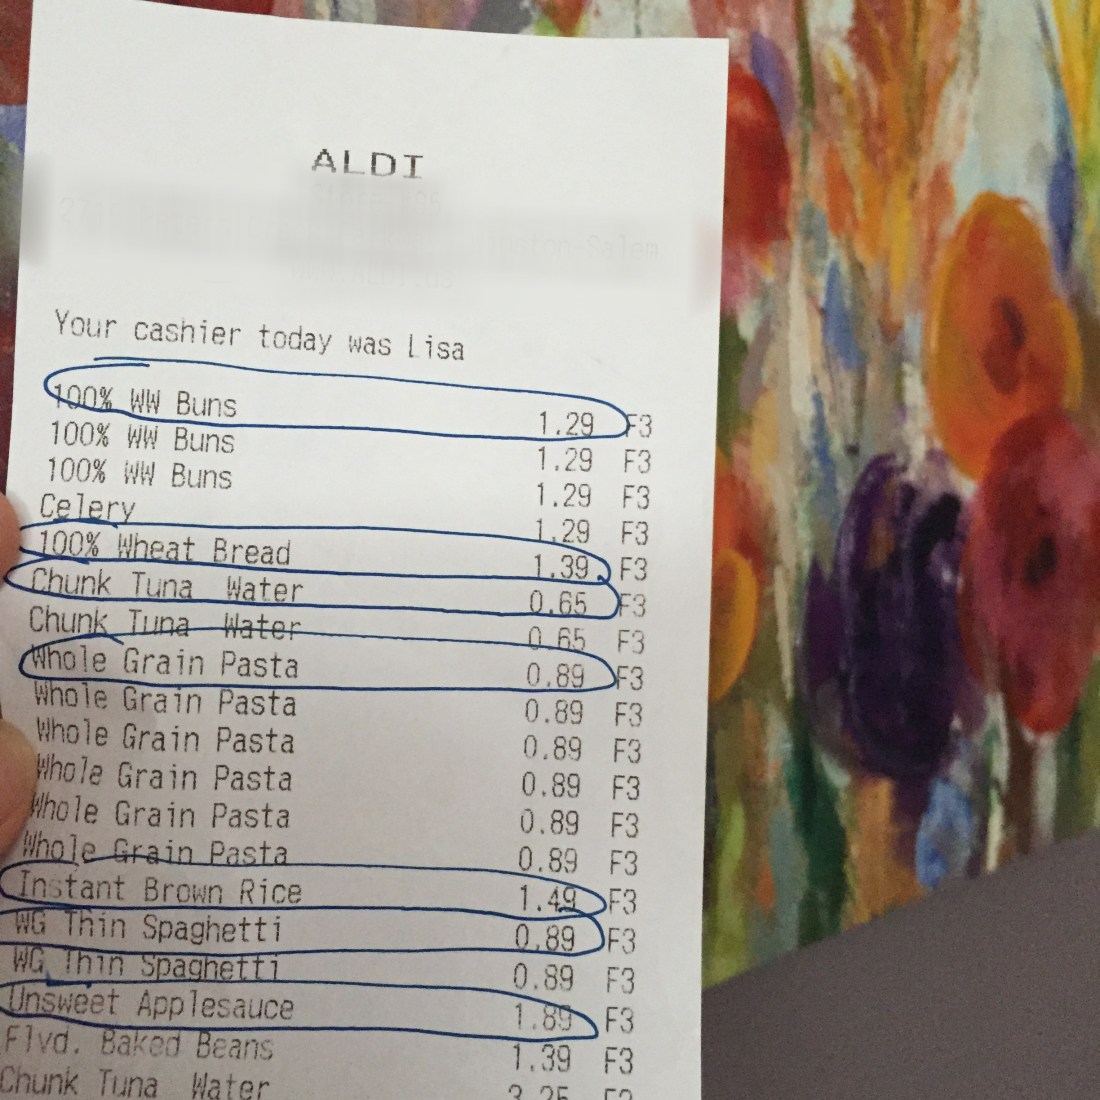 ALDI
Your cashier today was Lisa
100% WW Buns 1.29 F3
100% WW Buns 1.29 F3
100% WW Buns 1.29 F3
Celery 1.29 F3
100% Wheat Bread 1.39 F3
Chunk Tuna Water 0.65 F3
Chunk Tuna Water 0.65 F3
Whole Grain Pasta 0.89 F3
Whole Grain Pasta 0.89 F3
Whole Grain Pasta 0.89 F3
Whole Grain Pasta 0.89 F3
Whole Grain Pasta 0.89 F3
Whole Grain Pasta 0.89 F3
Instant Brown Rice 1.49 F3
WG Thin Spaghetti 0.89 F3
WG Thin Spaghetti 0.89 F3
Unsweet Applesauce 1.89 F3
Flvd. Baked Beans 1.39 F3
Chunk Tuna Water 3.25